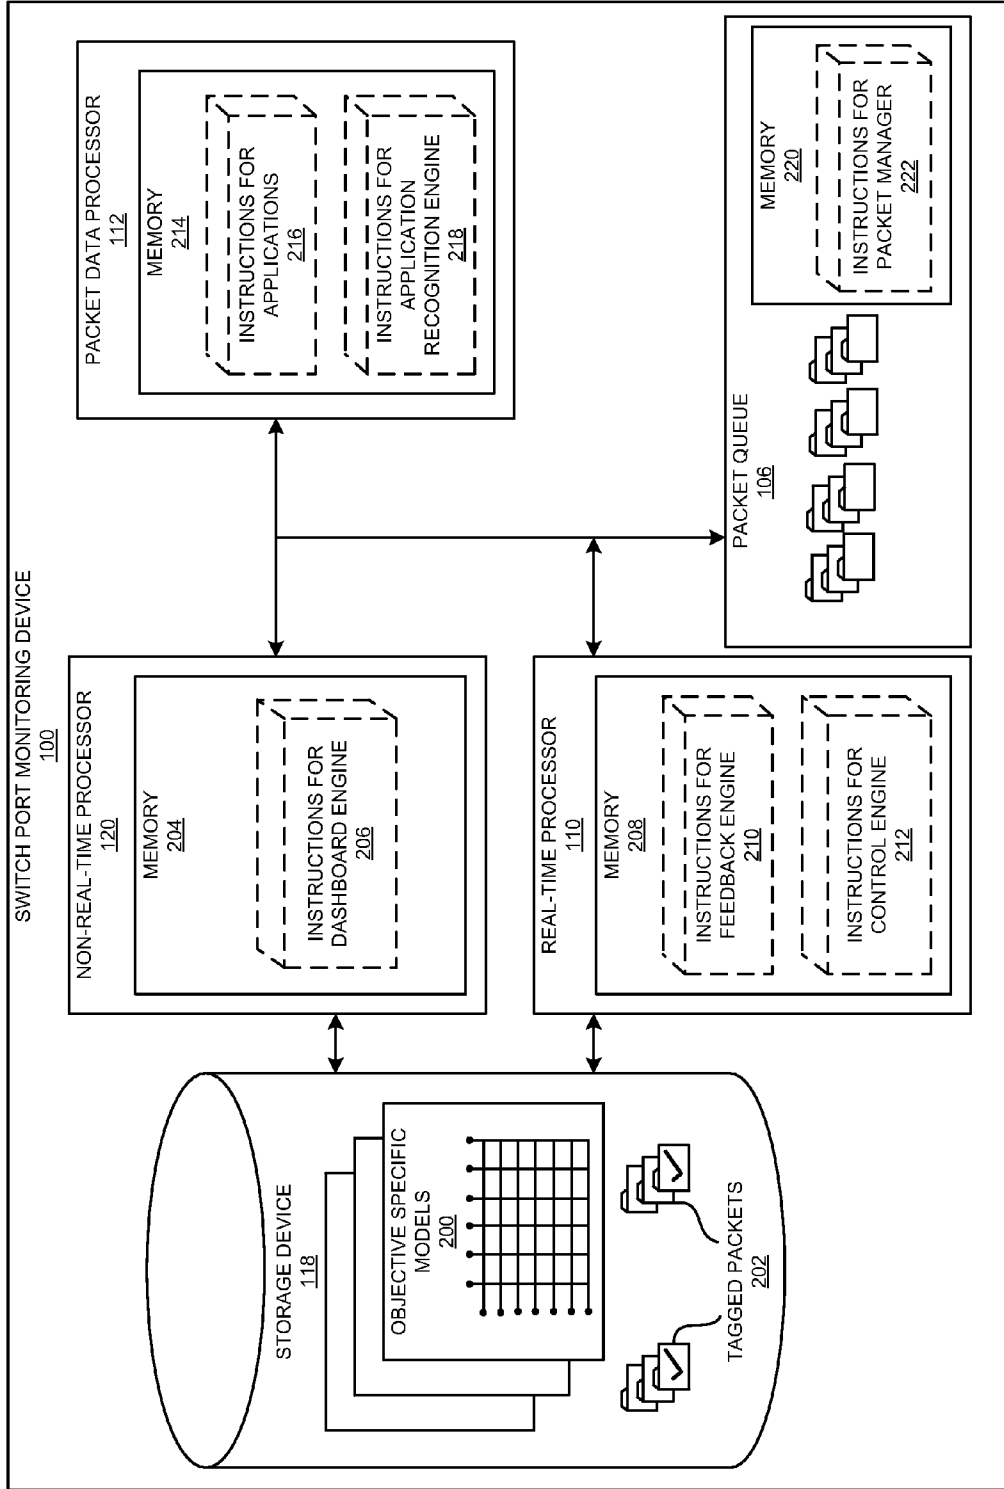 SWITCH PORT MONITORING DEVICE
100
STORAGE DEVICE
118
OBJECTIVE SPECIFIC
MODELS
200
TAGGED PACKETS
202
NON-REAL-TIME PROCESSOR
120
MEMORY
204
INSTRUCTIONS FOR
DASHBOARD ENGINE
206
REAL-TIME PROCESSOR
110
MEMORY
208
INSTRUCTIONS FOR
FEEDBACK ENGINE
210
INSTRUCTIONS FOR
CONTROL ENGINE
212
PACKET DATA PROCESSOR
112
MEMORY
214
INSTRUCTIONS FOR
APPLICATIONS
216
INSTRUCTIONS FOR
APPLICATION
RECOGNITION ENGINE
218
PACKET QUEUE
106
MEMORY
220
INSTRUCTIONS FOR
PACKET MANAGER
222